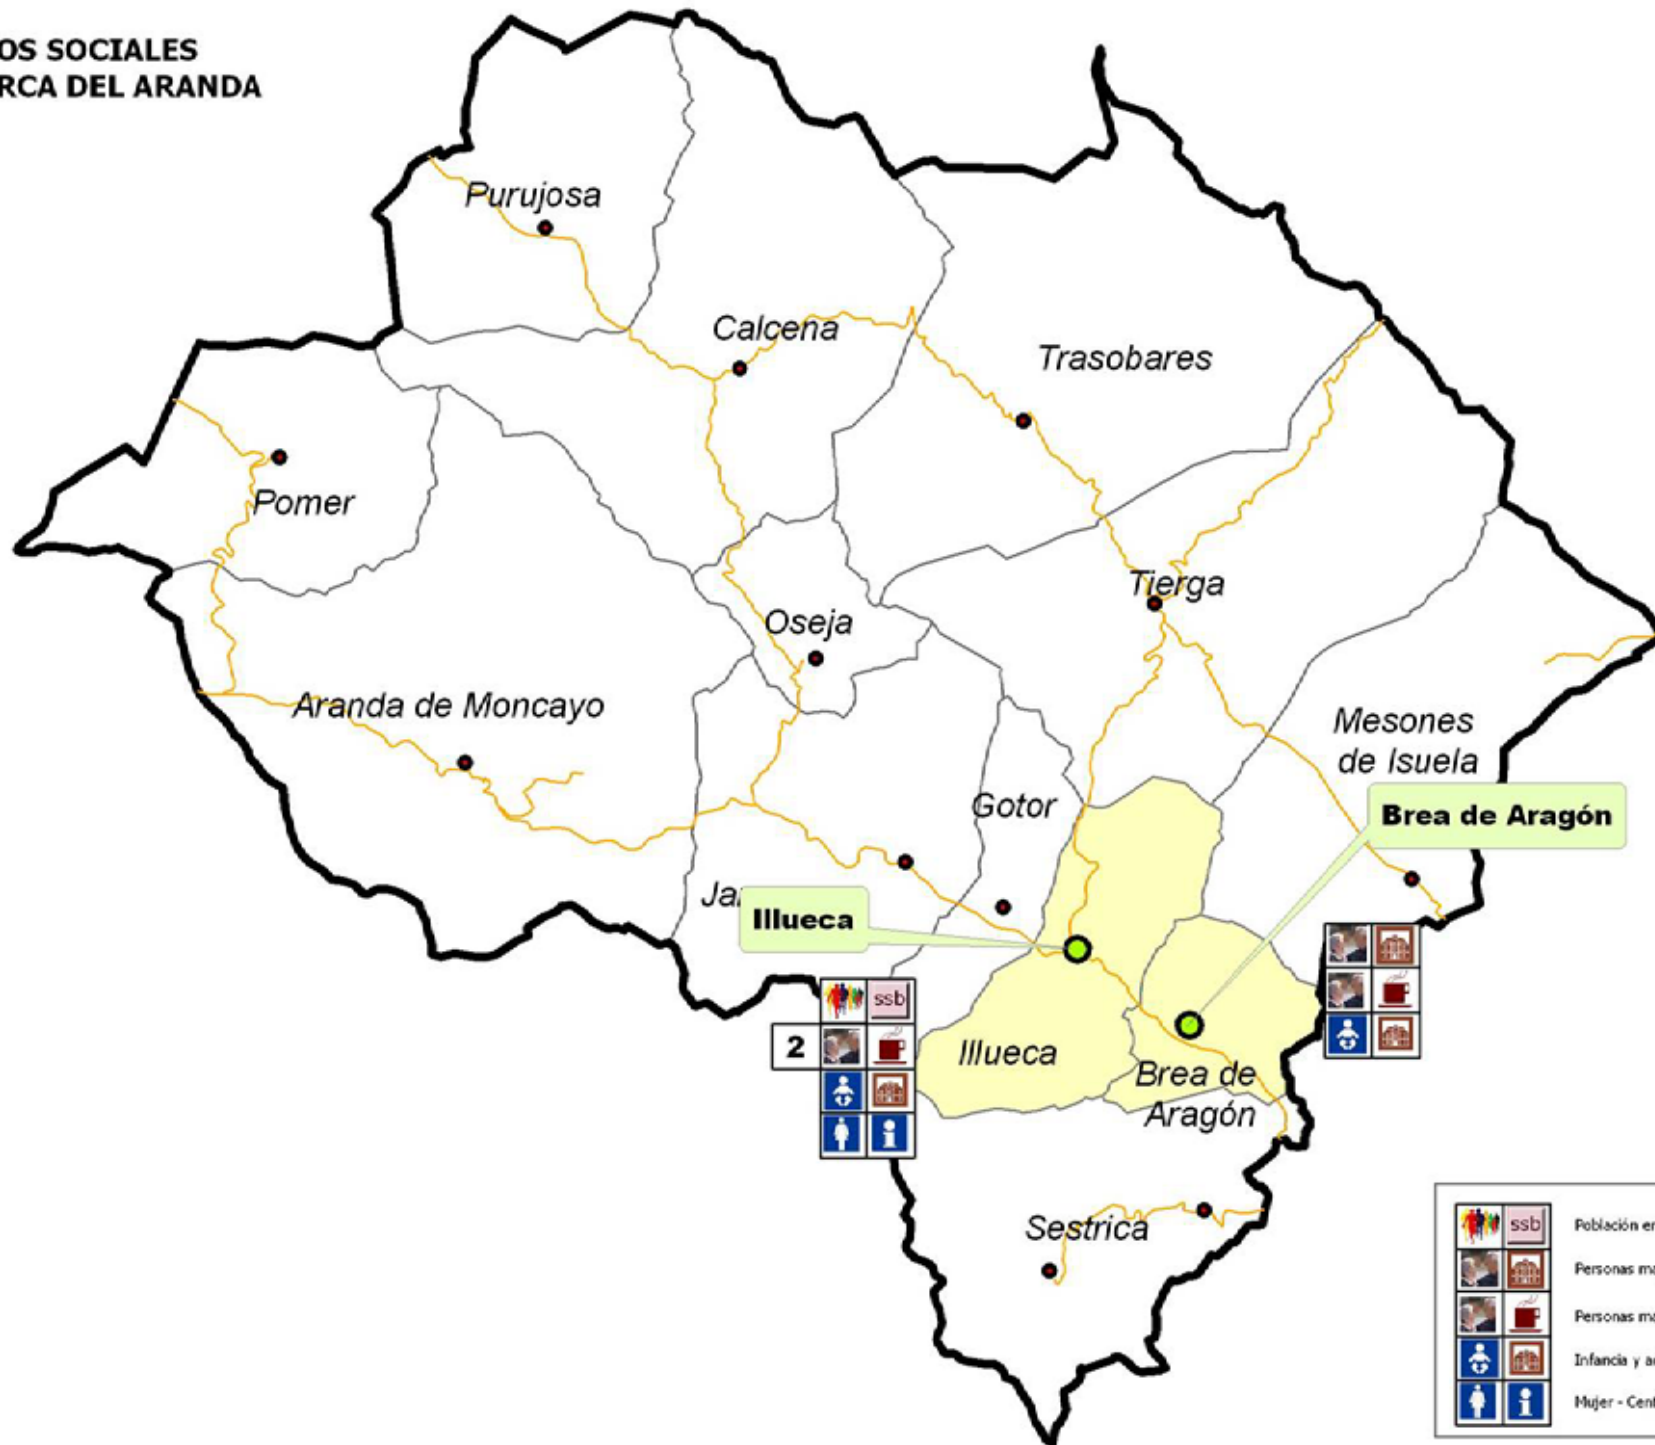 OS SOCIALES
RCA DEL ARANDA
Purujosa
Calcena
Trasobares
Pomer
Tierga
Oseja
Aranda de Moncayo
Mesones
de Isuela
Gotor
Brea de Aragón
Ja
Illueca
ssb
2
Illueca
Brea de
Aragón
Sestrica
ssb
Población en
Personas ma
Personas ma
Infancia y a
Mujer - Cent